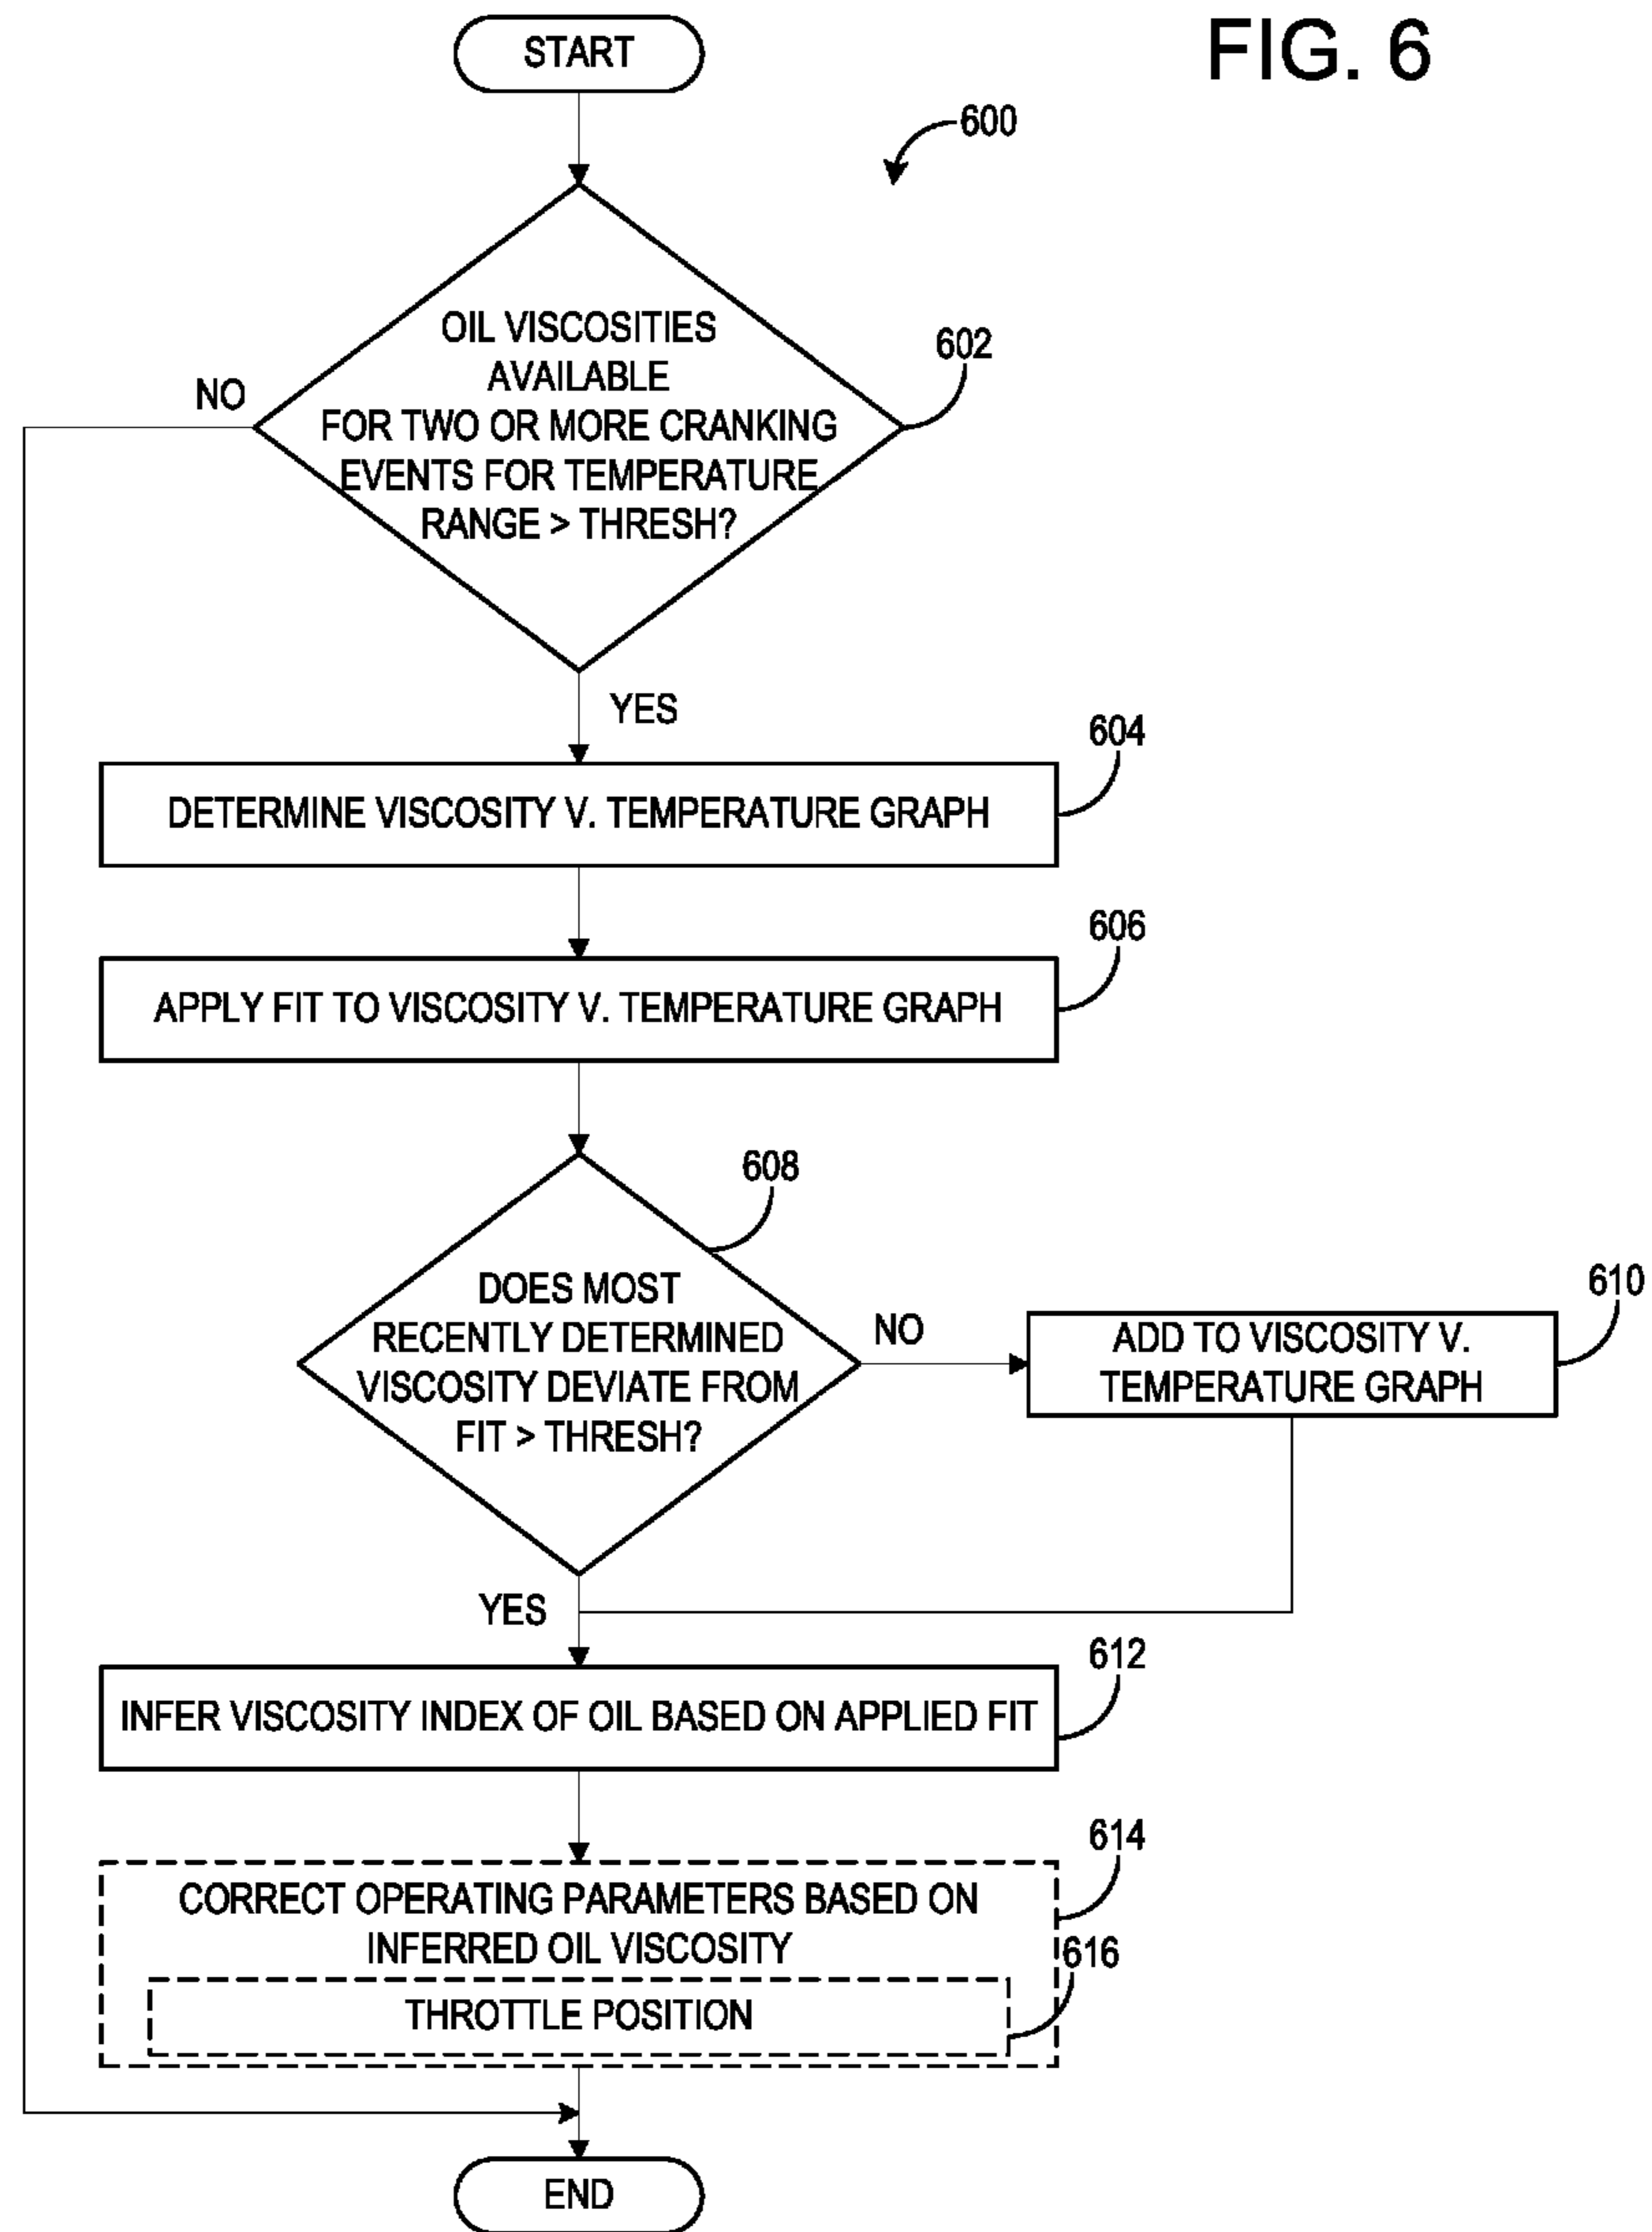 START
FIG. 6
600
OIL VISCOSITIES
AVAILABLE
FOR TWO OR MORE CRANKING
EVENTS FOR TEMPERATURE
RANGE > THRESH?
602
NO
YES
604
DETERMINE VISCOSITY V. TEMPERATURE GRAPH
606
APPLY FIT TO VISCOSITY V. TEMPERATURE GRAPH
608
DOES MOST
RECENTLY DETERMINED
VISCOSITY DEVIATE FROM
FIT > THRESH?
NO
610
ADD TO VISCOSITY V.
TEMPERATURE GRAPH
YES
612
INFER VISCOSITY INDEX OF OIL BASED ON APPLIED FIT
614
CORRECT OPERATING PARAMETERS BASED ON
INFERRED OIL VISCOSITY
616
THROTTLE POSITION
END